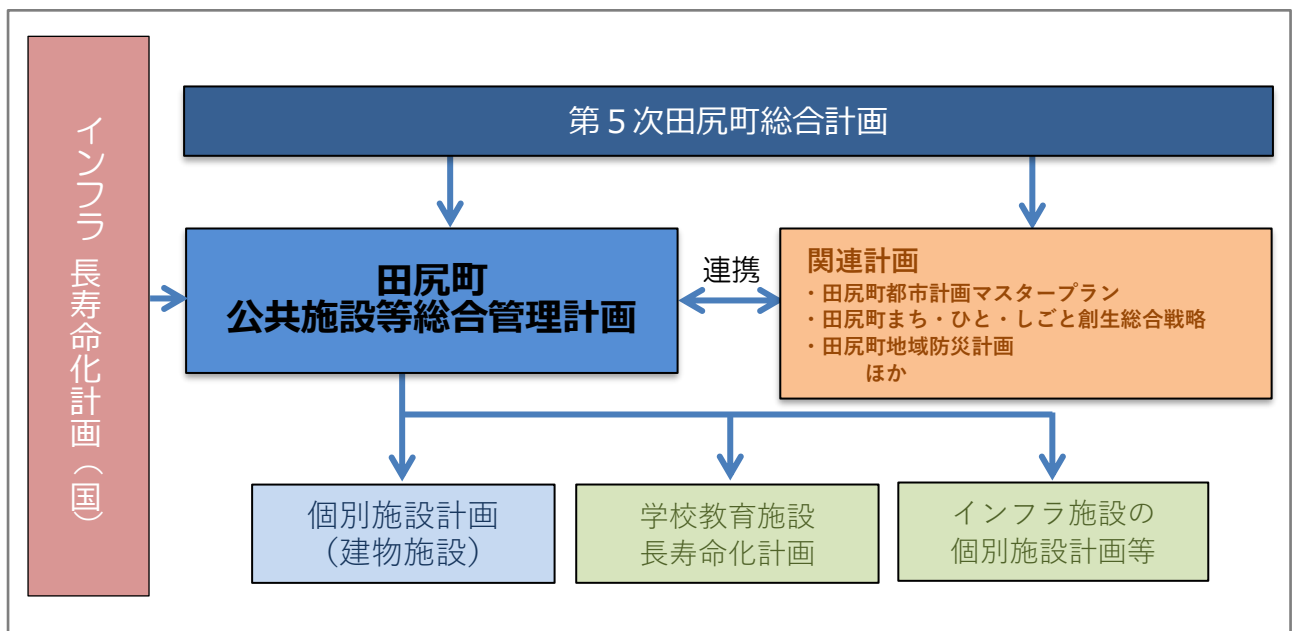 インフラ長寿命化計画（国）
第５次田尻町総合計画
田尻町
公共施設等総合管理計画
連携
関連計画
・田尻町都市計画マスタープラン
・田尻町まち・ひと・しごと創生総合戦略
・田尻町地域防災計画
ほか
個別施設計画
（建物施設）
学校教育施設
長寿命化計画
インフラ施設の
個別施設計画等